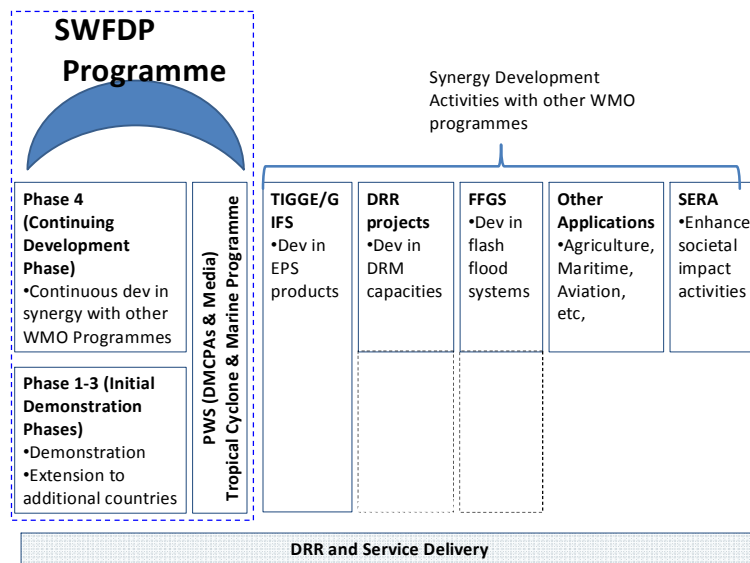 SWFDP
Programme
Synergy Development
Activities with other WMO
programmes
Phase 4
(Continuing
Development
Phase)
•Continuous dev in
synergy with other
WMO Programmes
Phase 1-3 (Initial
Demonstration
Phases)
•Demonstration
•Extension to
additional countries
PWS (DMCPAs & Media)
Tropical Cyclone & Marine Programme
TIGGE/G
IFS
•Dev in
EPS
products
DRR
projects
•Dev in
DRM
capacities
FFGS
•Dev in
flash
flood
systems
Other
Applications
•Agriculture,
Maritime,
Aviation,
etc,
SERA
•Enhance
societal
impact
activities
DRR and Service Delivery